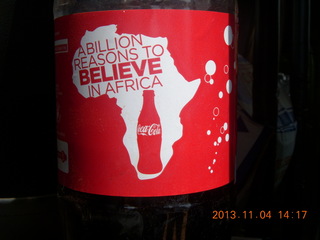 A BILLION
REASONS TO
BELIEVE
IN AFRICA
Coca-Cola
2013.11.04 14:17